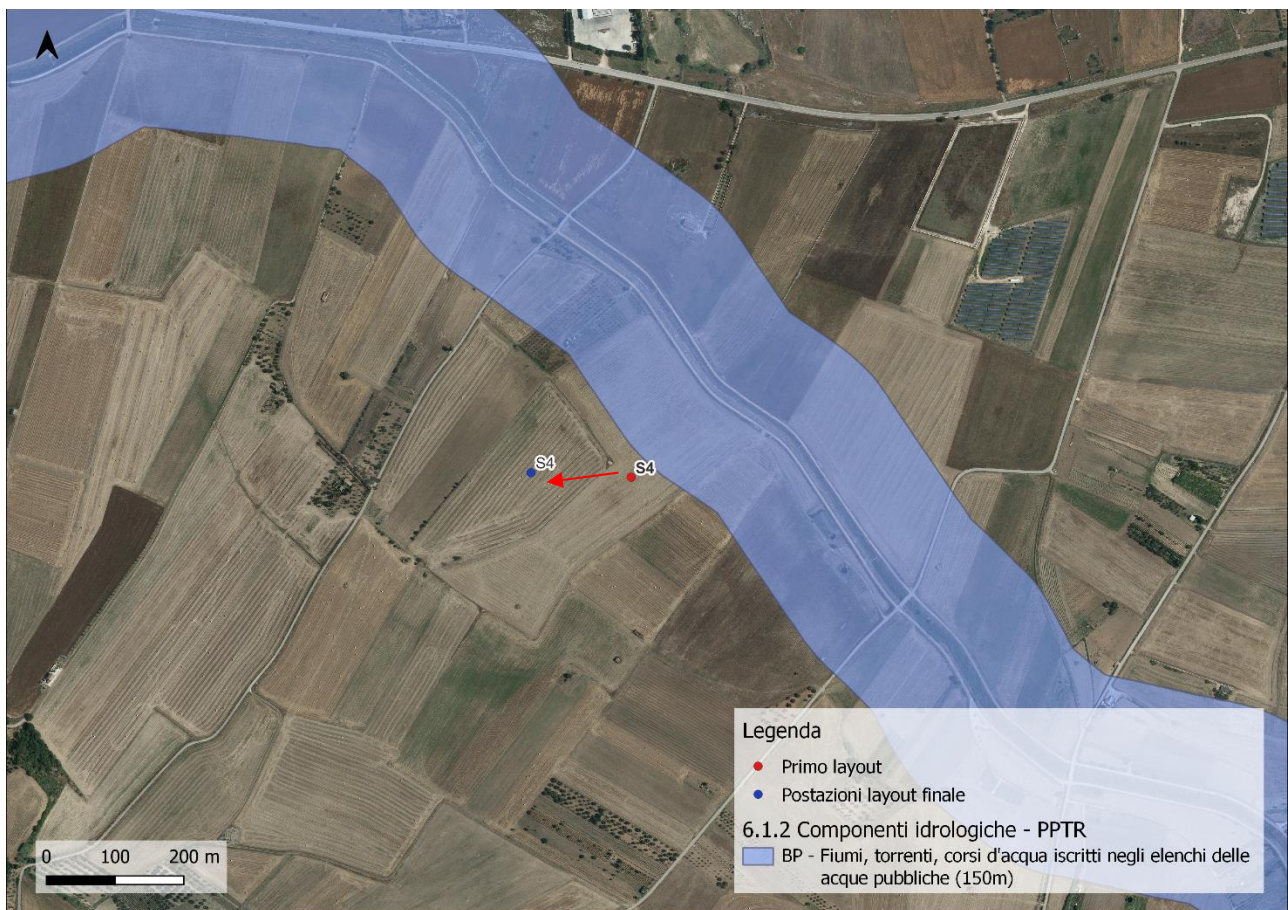 S4
S4
Legenda
Primo layout
Postazioni layout finale
6.1.2 Componenti idrologiche - PPTR
BP - Fiumi, torrenti, corsi d'acqua iscritti negli elenchi delle
acque pubbliche (150m)
0 100 200 m